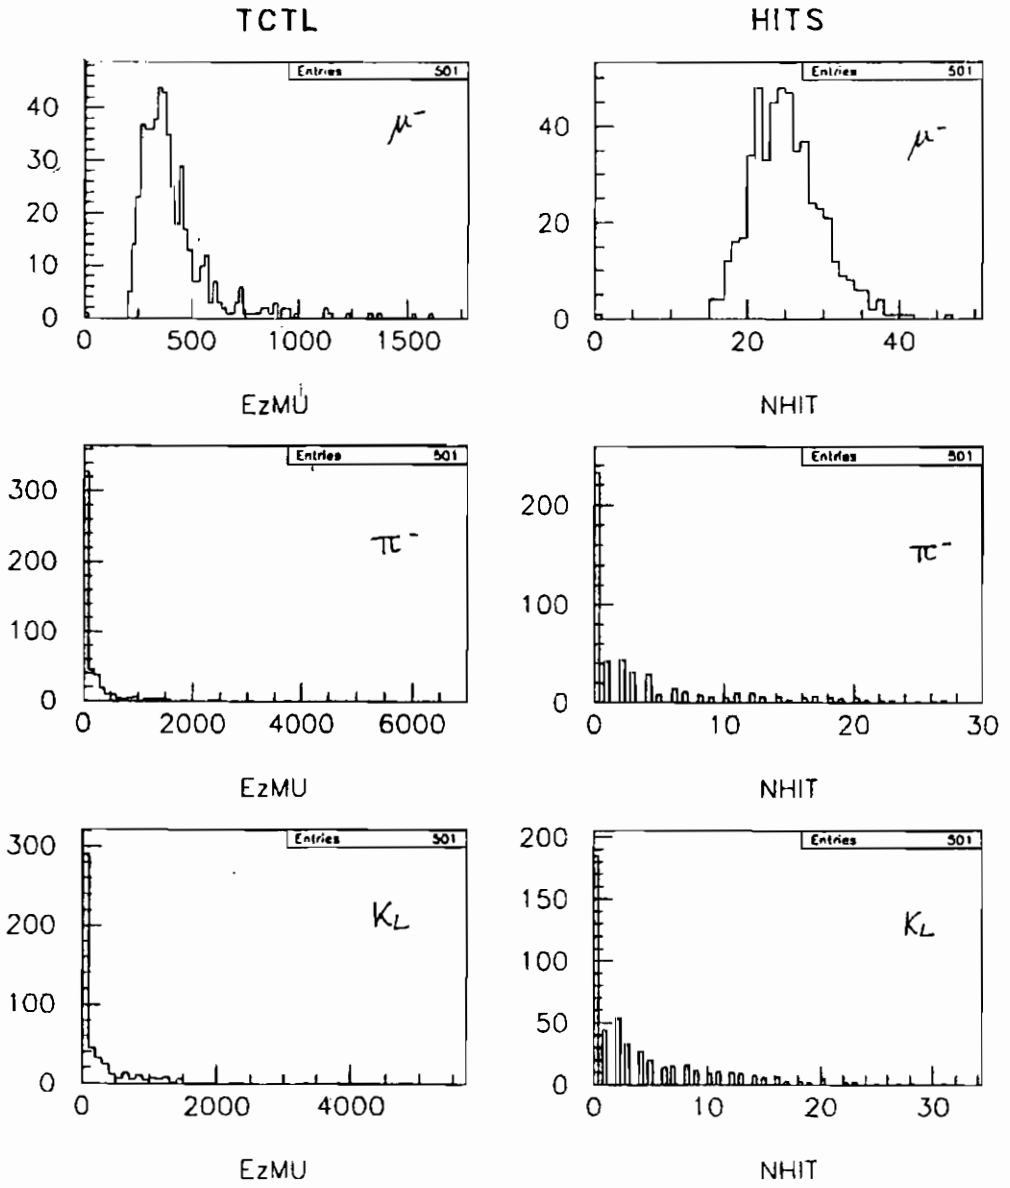 TCTL HITS
Entries 501 Entries 501
μ⁻ μ⁻
40 40
30
20 20
10
0 0
0 500 1000 1500 0 20 40
EzMU NHIT
Entries 501 Entries 501
π⁻ π⁻
300
200 200
100 100
0 0
0 2000 4000 6000 0 10 20 30
EzMU NHIT
Entries 501 Entries 501
K_L K_L
300 200
200 150
100 100
50
0 0
0 2000 4000 0 10 20 30
EzMU NHIT